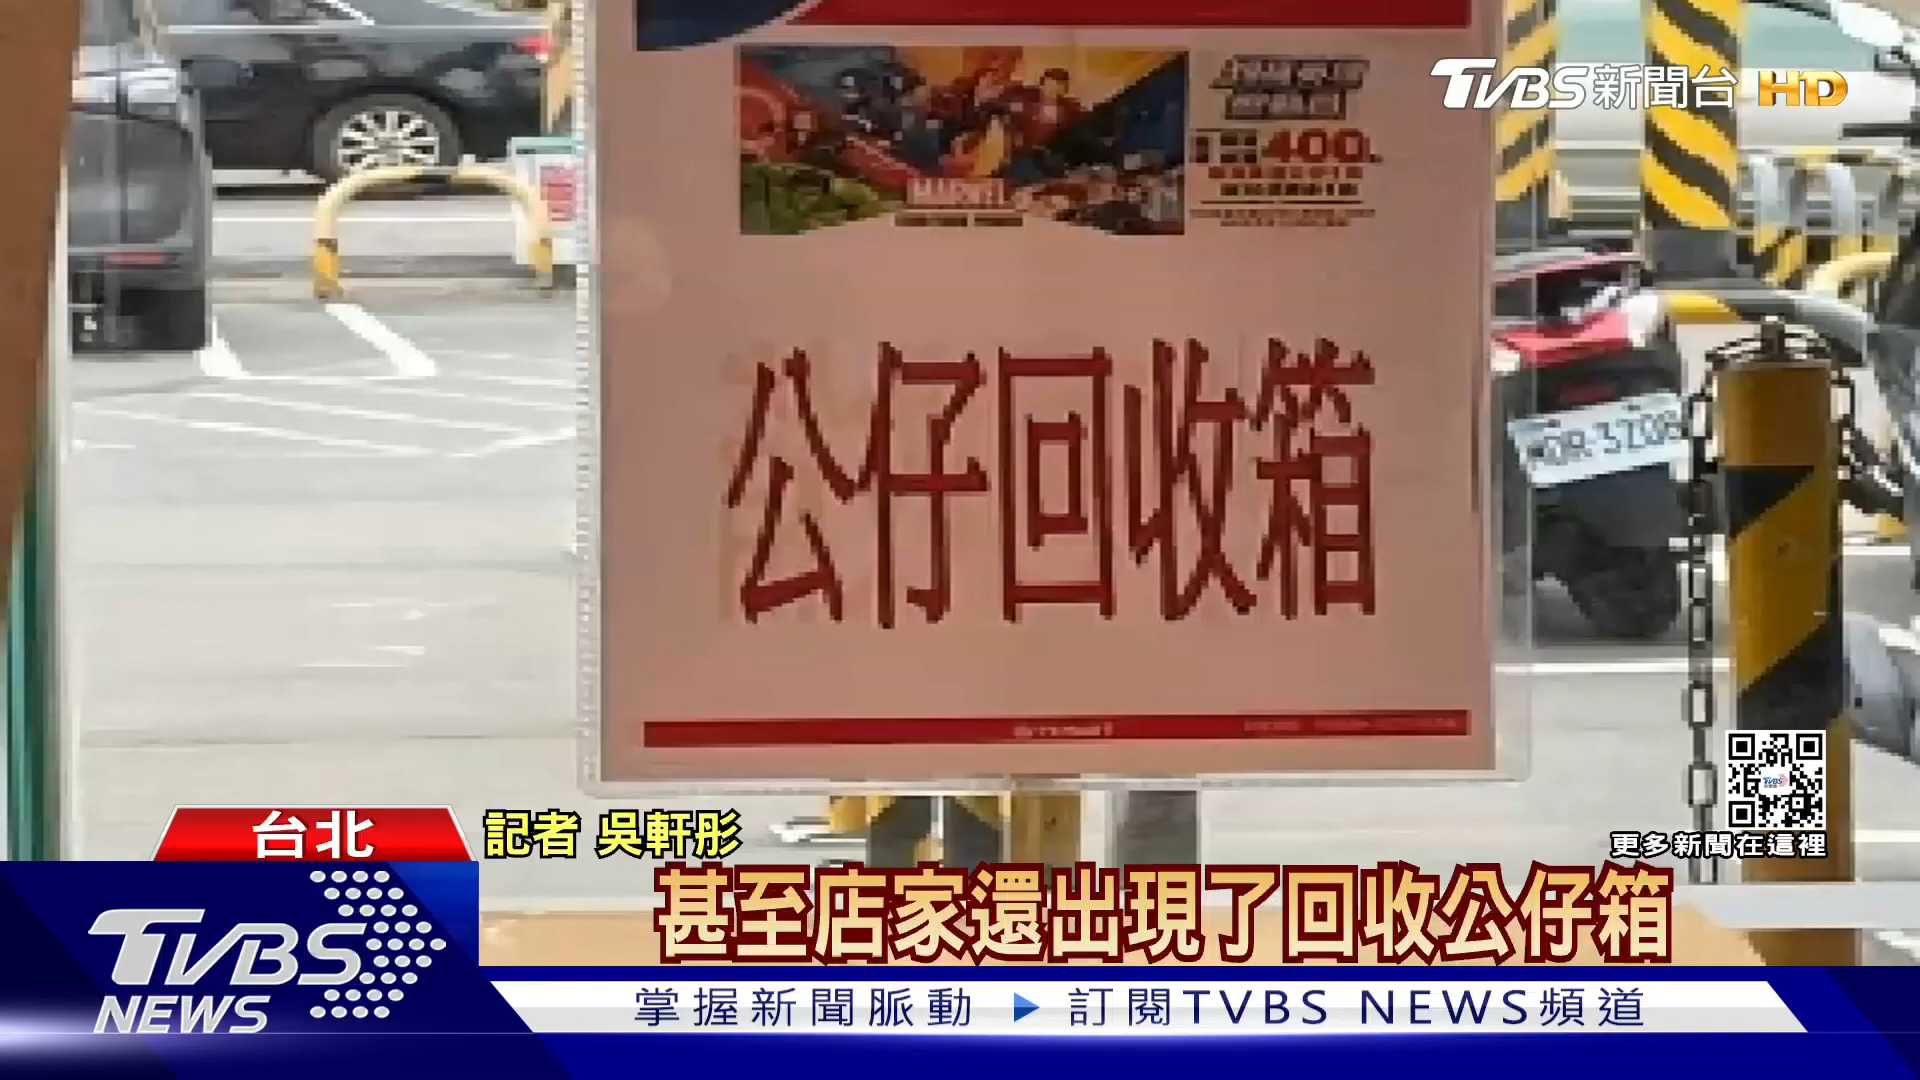 TVBS新聞台 HD
MARVEL
400
公仔回收箱
更多新聞在這裡
台北
記者 吳軒彤
甚至店家還出現了回收公仔箱
TVBS NEWS
掌握新聞脈動 ▶ 訂閱TVBS NEWS頻道